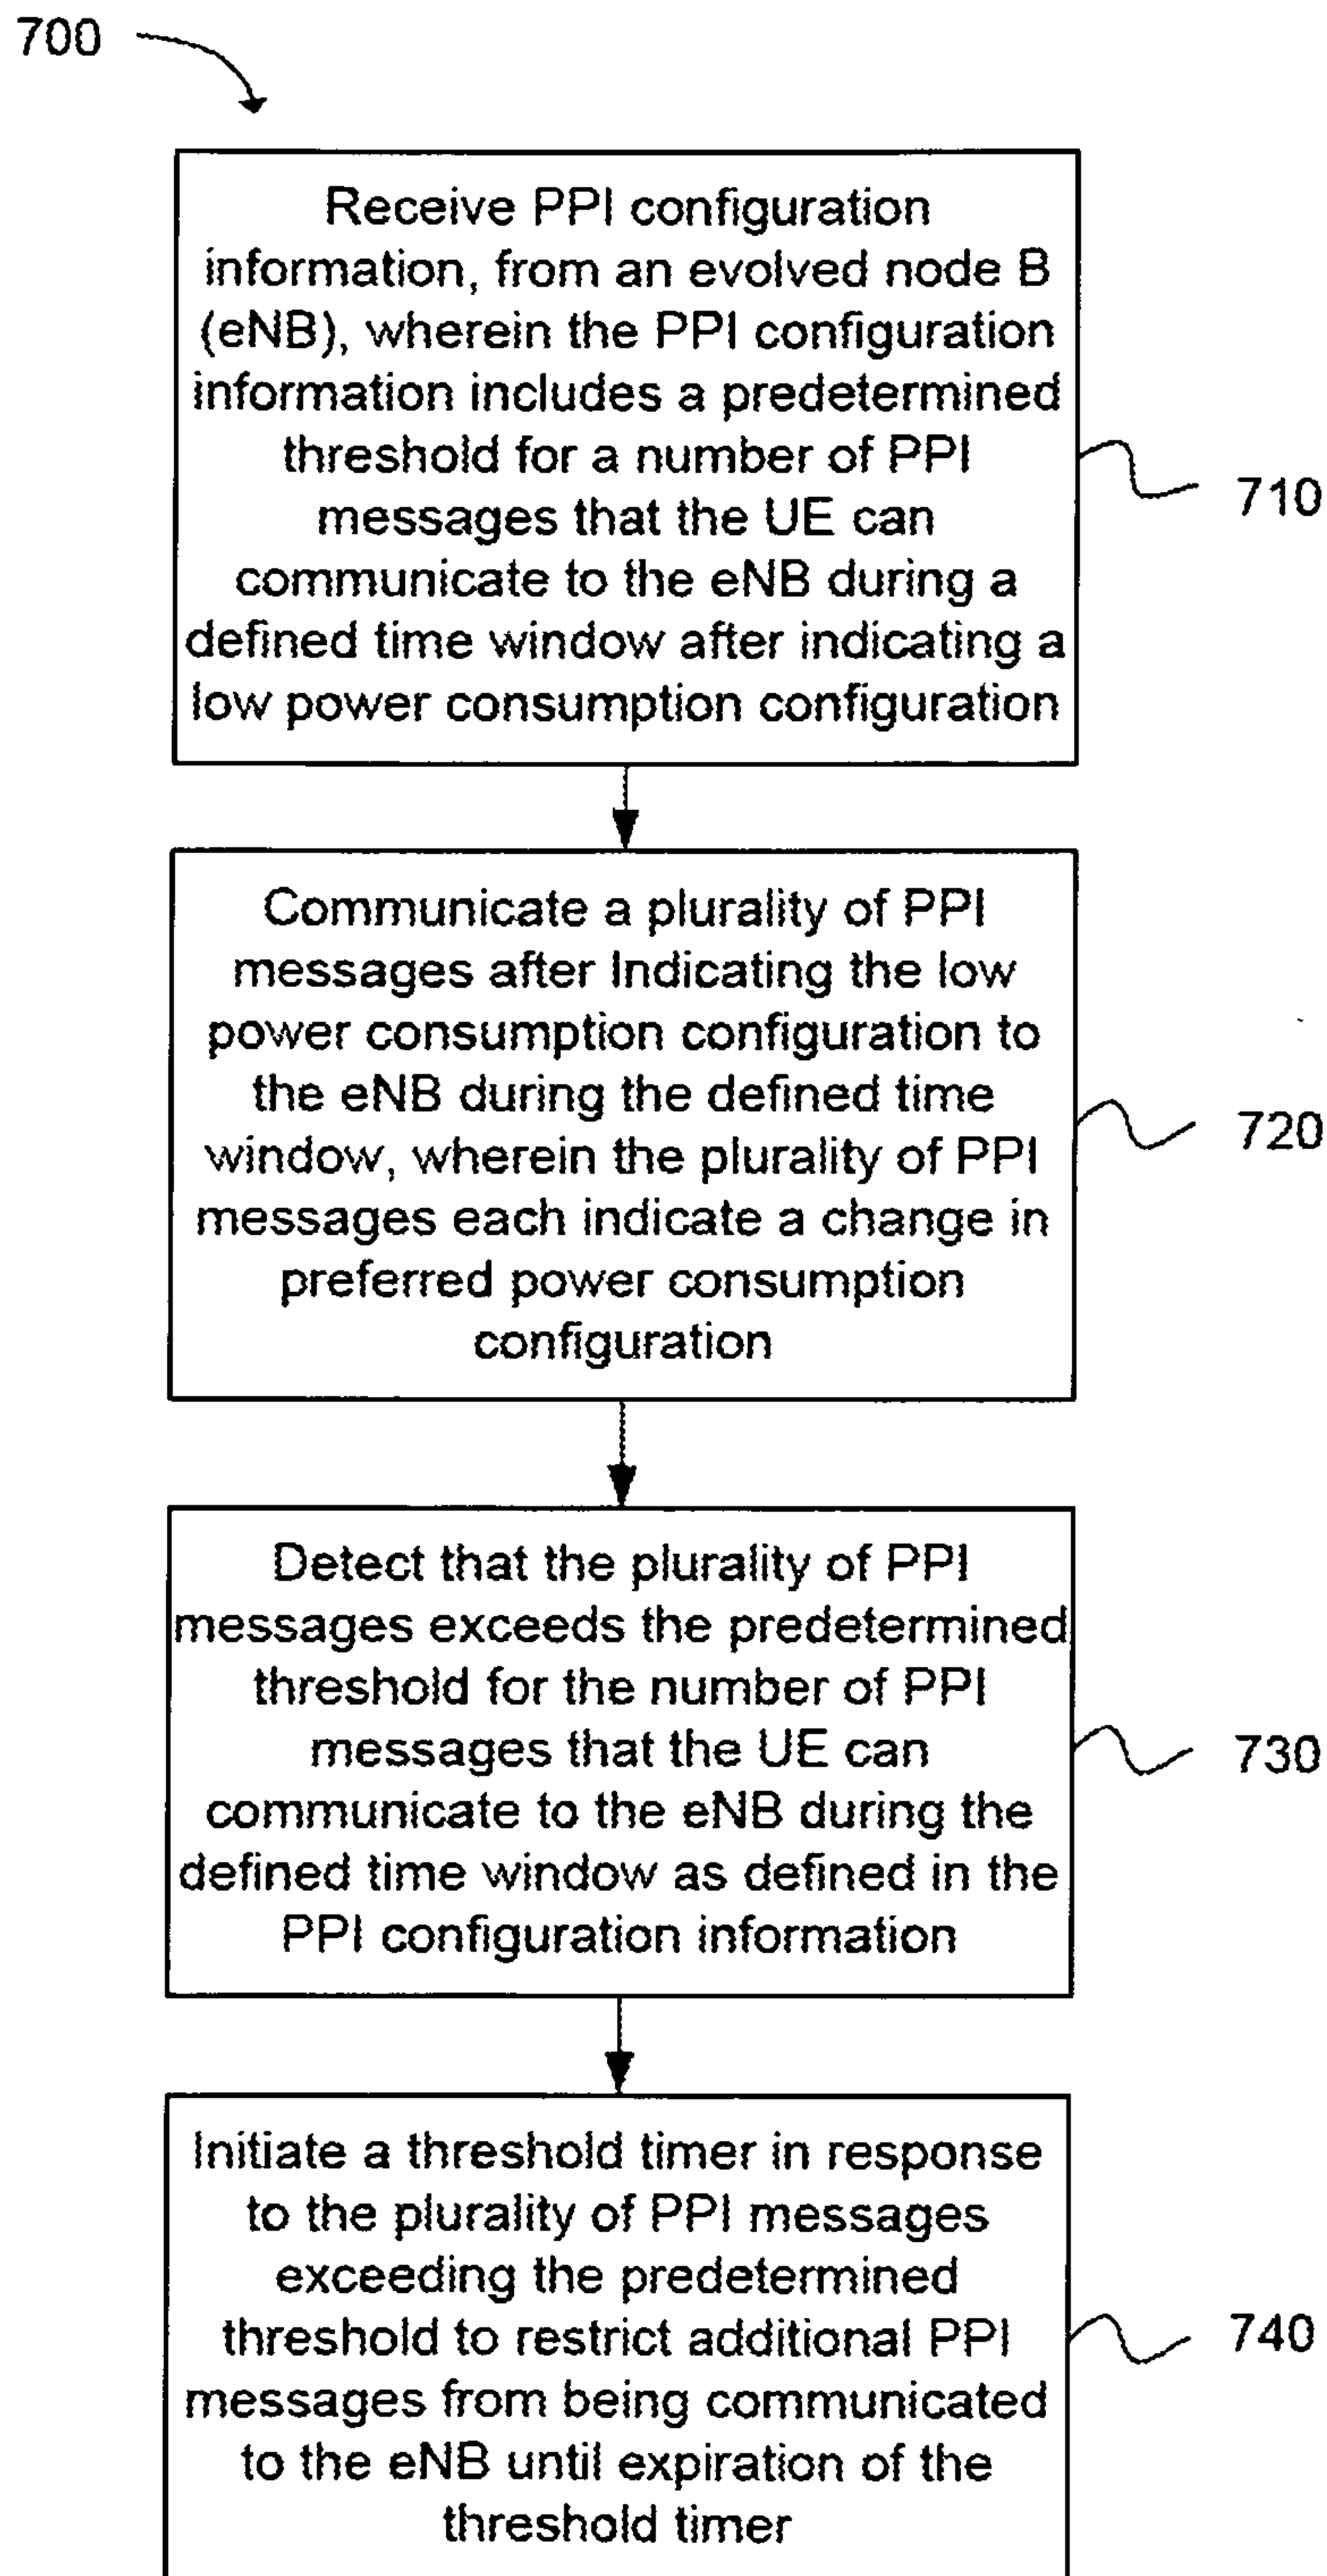 700
Receive PPI configuration
information, from an evolved node B
(eNB), wherein the PPI configuration
information includes a predetermined
threshold for a number of PPI
messages that the UE can
communicate to the eNB during a
defined time window after indicating a
low power consumption configuration
710
Communicate a plurality of PPI
messages after Indicating the low
power consumption configuration to
the eNB during the defined time
window, wherein the plurality of PPI
messages each indicate a change in
preferred power consumption
configuration
720
Detect that the plurality of PPI
messages exceeds the predetermined
threshold for the number of PPI
messages that the UE can
communicate to the eNB during the
defined time window as defined in the
PPI configuration information
730
Initiate a threshold timer in response
to the plurality of PPI messages
exceeding the predetermined
threshold to restrict additional PPI
messages from being communicated
to the eNB until expiration of the
threshold timer
740